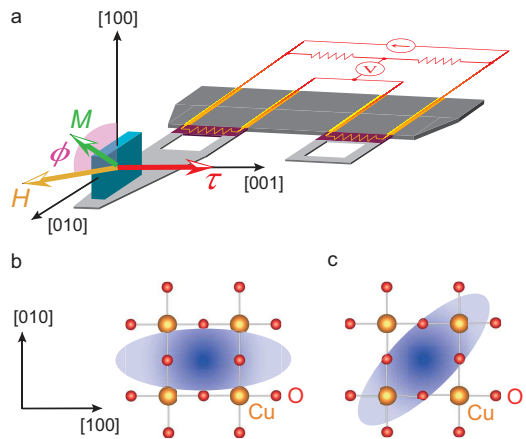 a
[100]
V
M
ϕ
H
τ
[001]
[010]
b
c
[010]
[100]
O
Cu
O
Cu